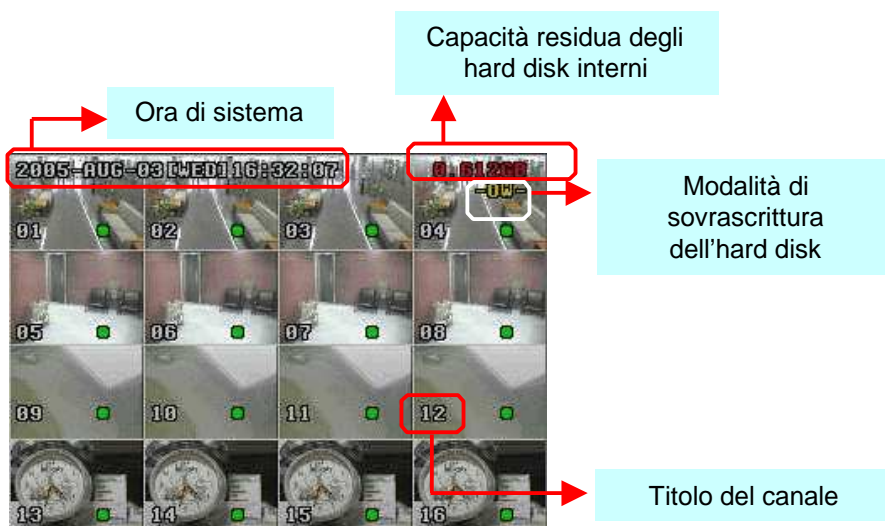 Capacità residua degli
hard disk interni
Ora di sistema
2005-AUG-03[WED]16:32:07
0.612GB
-OW-
Modalità di
sovrascrittura
dell'hard disk
01 02 03 04
05 06 07 08
09 10 11 12
Titolo del canale
13 14 15 16